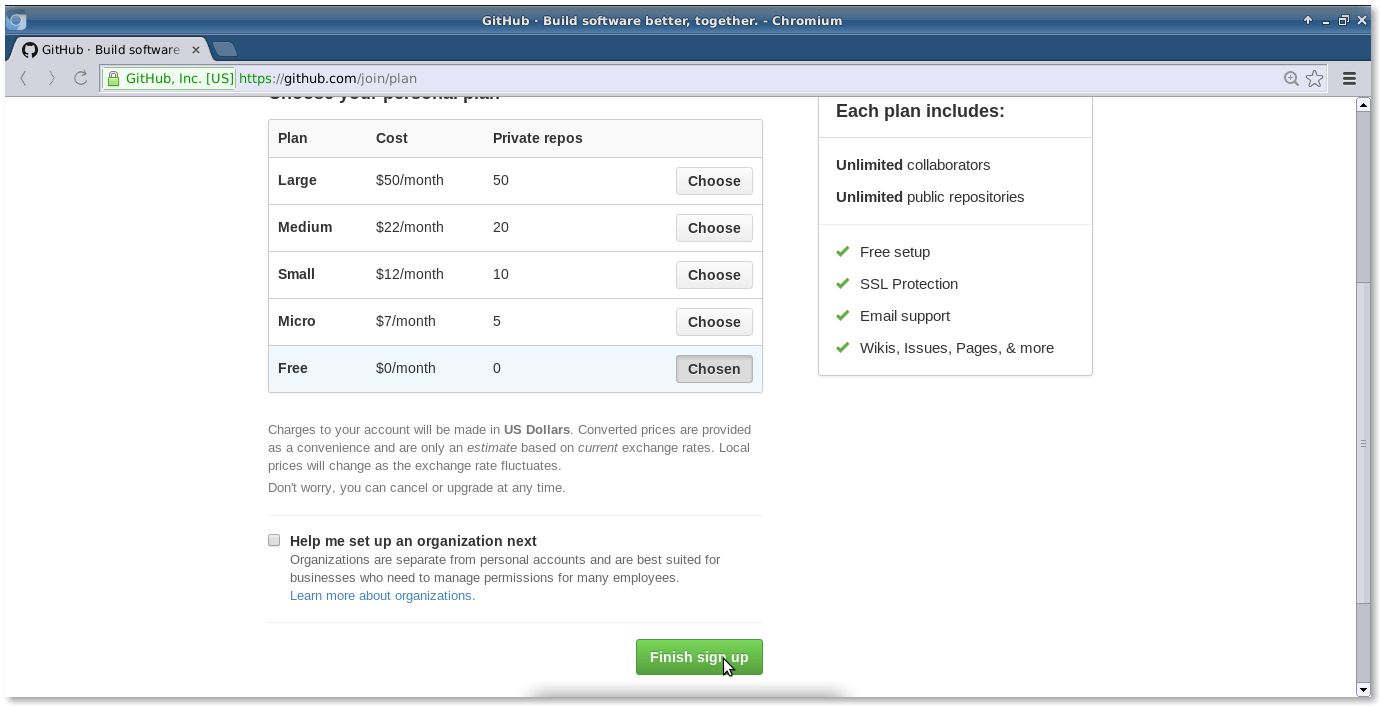 GitHub · Build software better, together. - Chromium
GitHub · Build software
GitHub, Inc. [US] https://github.com/join/plan
Choose your personal plan
Plan Cost Private repos
Large $50/month 50 Choose
Medium $22/month 20 Choose
Small $12/month 10 Choose
Micro $7/month 5 Choose
Free $0/month 0 Chosen
Charges to your account will be made in US Dollars. Converted prices are provided
as a convenience and are only an estimate based on current exchange rates. Local
prices will change as the exchange rate fluctuates.
Don't worry, you can cancel or upgrade at any time.
Help me set up an organization next
Organizations are separate from personal accounts and are best suited for
businesses who need to manage permissions for many employees.
Learn more about organizations.
Finish sign up
Each plan includes:
Unlimited collaborators
Unlimited public repositories
Free setup
SSL Protection
Email support
Wikis, Issues, Pages, & more